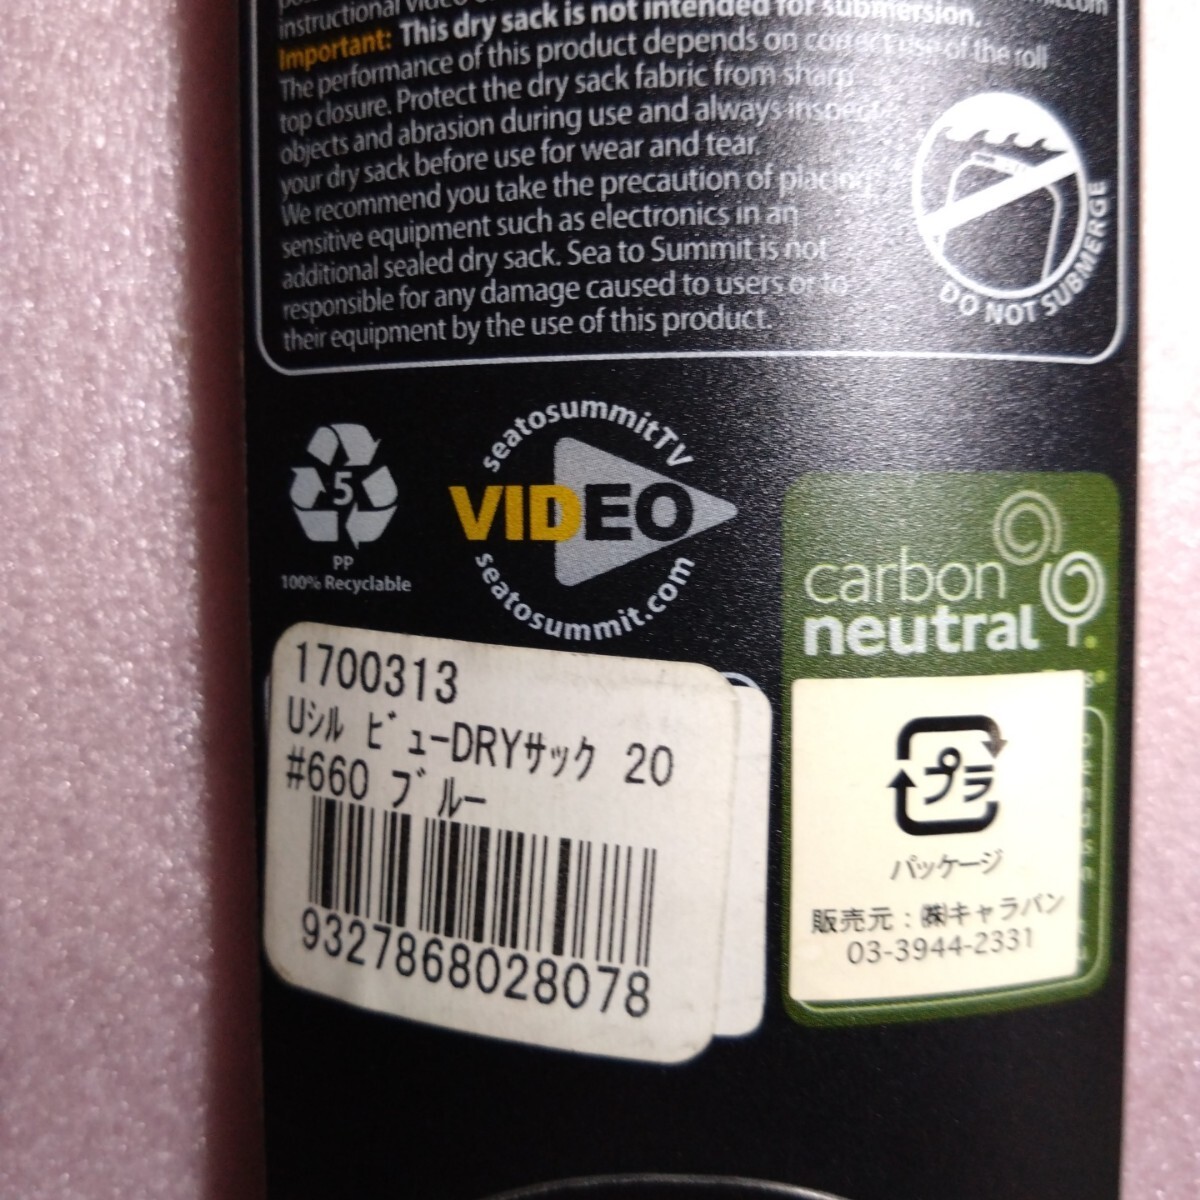 instructional video
Important: This dry sack is not intended for submersion.
The performance of this product depends on correct use of the roll
top closure. Protect the dry sack fabric from sharp
objects and abrasion during use and always inspect
your dry sack before use for wear and tear.
We recommend you take the precaution of placing
sensitive equipment such as electronics in an
additional sealed dry sack. Sea to Summit is not
responsible for any damage caused to users or to
their equipment by the use of this product.
DO NOT SUBMERGE
5
PP
100% Recyclable
seatosummitTV
VIDEO
seatosummit.com
carbon
neutral
1700313
Uｼﾙ ﾋﾞｭｰDRYｻｯｸ 20
#660 ﾌﾞﾙｰ
9327868028078
プラ
パッケージ
販売元：㈱キャラバン
03-3944-2331